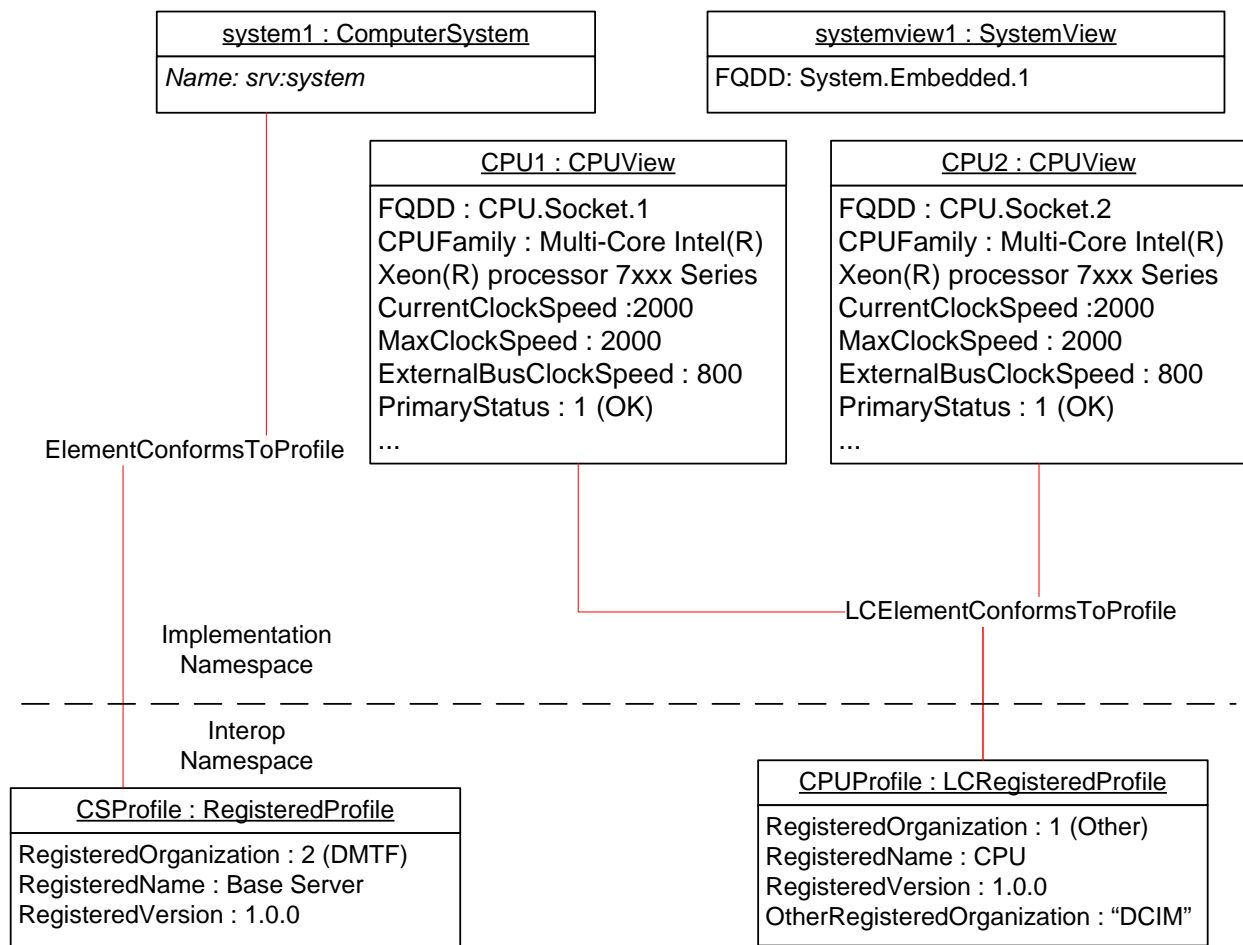 system1 : ComputerSystem
Name: srv:system
systemview1 : SystemView
FQDD: System.Embedded.1
CPU1 : CPUView
FQDD : CPU.Socket.1
CPUFamily : Multi-Core Intel(R)
Xeon(R) processor 7xxx Series
CurrentClockSpeed :2000
MaxClockSpeed : 2000
ExternalBusClockSpeed : 800
PrimaryStatus : 1 (OK)
...
CPU2 : CPUView
FQDD : CPU.Socket.2
CPUFamily : Multi-Core Intel(R)
Xeon(R) processor 7xxx Series
CurrentClockSpeed :2000
MaxClockSpeed : 2000
ExternalBusClockSpeed : 800
PrimaryStatus : 1 (OK)
...
ElementConformsToProfile
LCElementConformsToProfile
Implementation
Namespace
Interop
Namespace
CSProfile : RegisteredProfile
RegisteredOrganization : 2 (DMTF)
RegisteredName : Base Server
RegisteredVersion : 1.0.0
CPUProfile : LCRegisteredProfile
RegisteredOrganization : 1 (Other)
RegisteredName : CPU
RegisteredVersion : 1.0.0
OtherRegisteredOrganization : “DCIM”